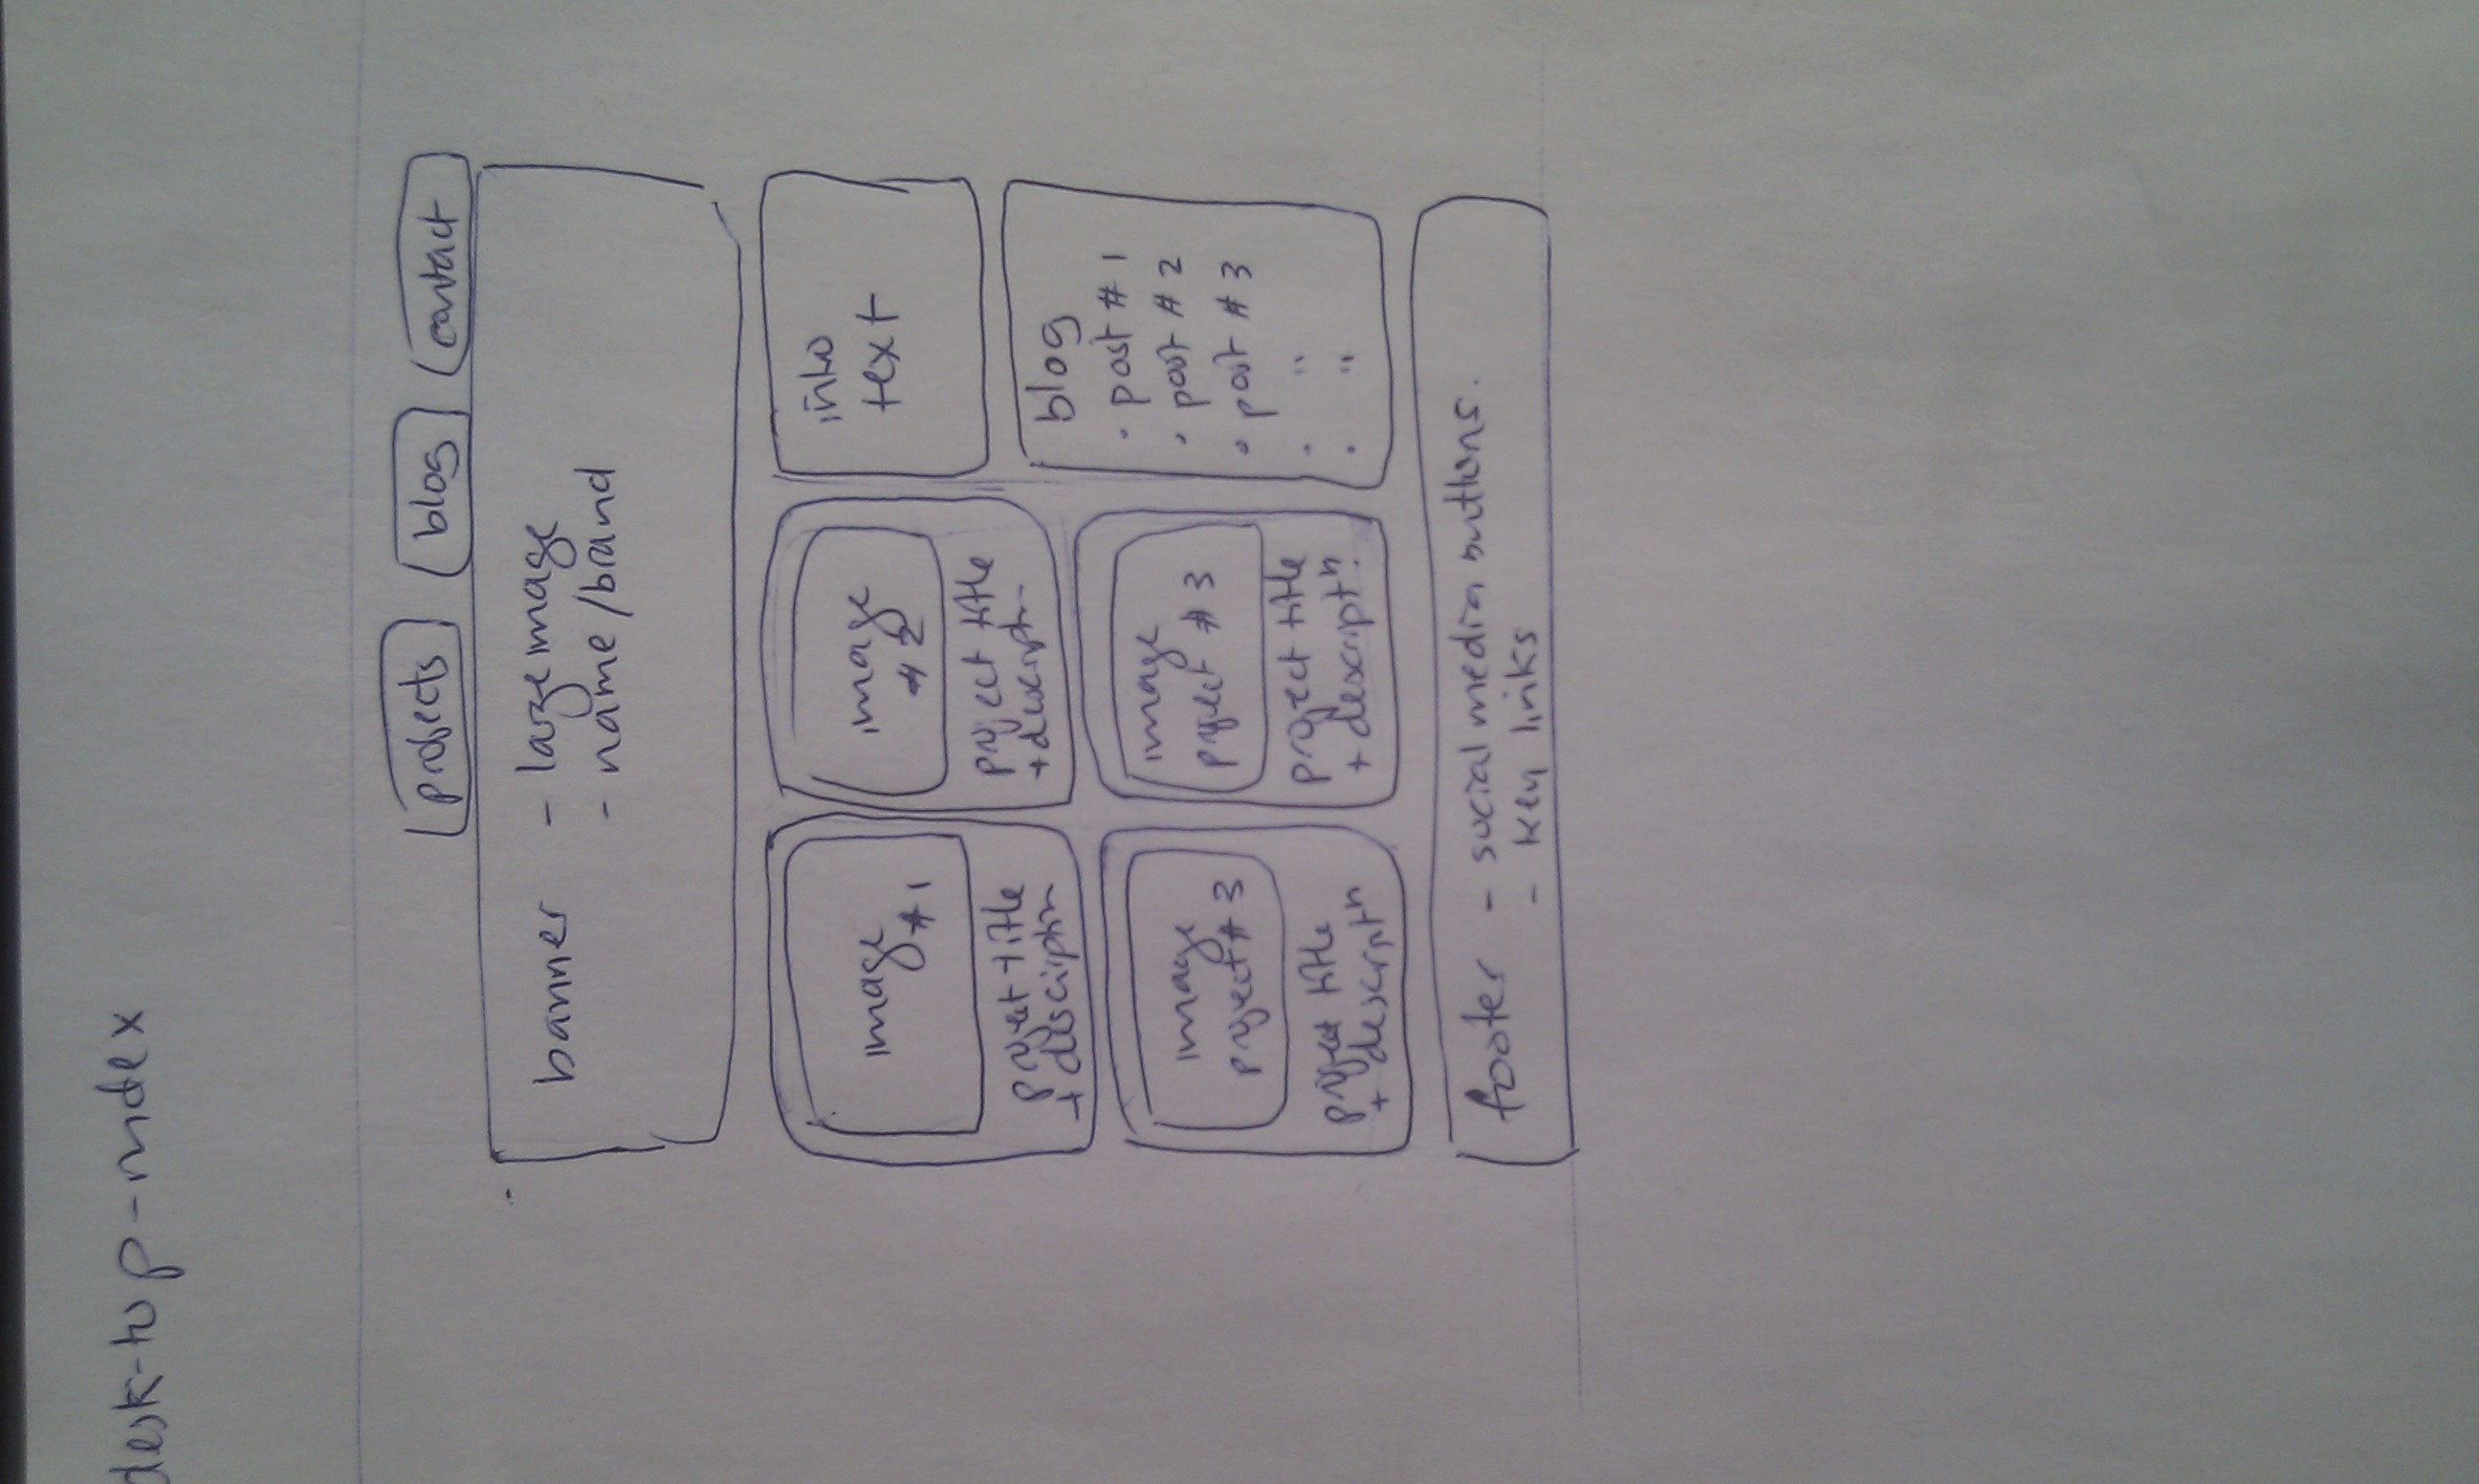 desk-top-index
projects
blog
contact
banner - large image
- name/brand
image
#1
project title
+ description
image
#2
project title
+ descriptn
intro
text
image
project #3
project title
+ descriptn
image
project #3
project title
+ descriptn.
blog
• post #1
• post #2
• post #3
• "
• "
footer - social media buttons.
- key links